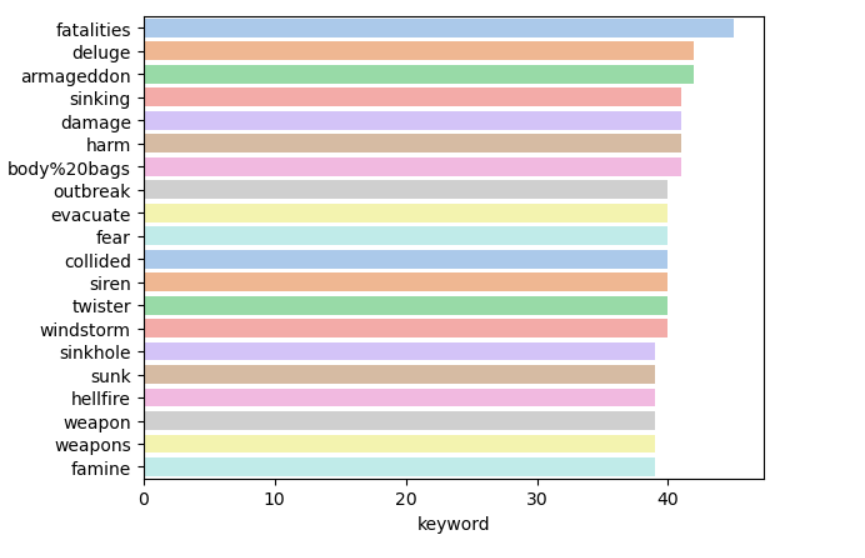 fatalities
deluge
armageddon
sinking
damage
harm
body%20bags
outbreak
evacuate
fear
collided
siren
twister
windstorm
sinkhole
sunk
hellfire
weapon
weapons
famine
0 10 20 30 40
keyword